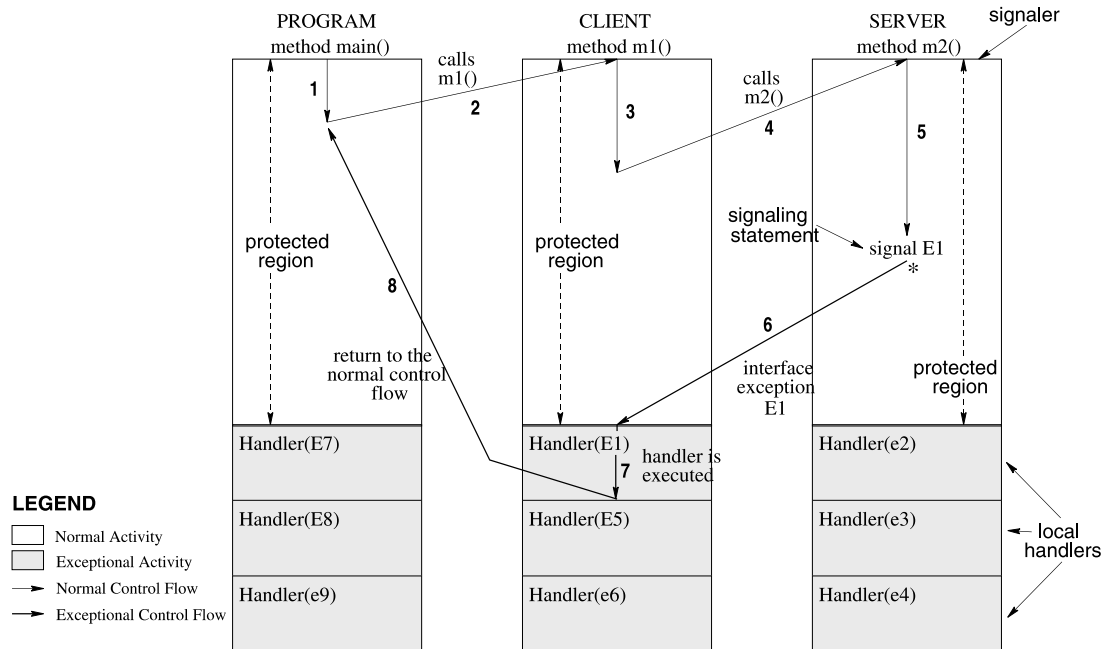 PROGRAM
method main()
CLIENT
method m1()
SERVER
method m2()
signaler
calls
m1()
calls
m2()
1
2
3
4
5
protected
region
protected
region
signaling
statement
signal E1
*
8
6
return to the
normal control
flow
interface
exception
E1
protected
region
Handler(E7)
Handler(E1)
7
handler is
executed
Handler(e2)
LEGEND
Normal Activity
Exceptional Activity
Normal Control Flow
Exceptional Control Flow
Handler(E8)
Handler(E5)
Handler(e3)
local
handlers
Handler(e9)
Handler(e6)
Handler(e4)